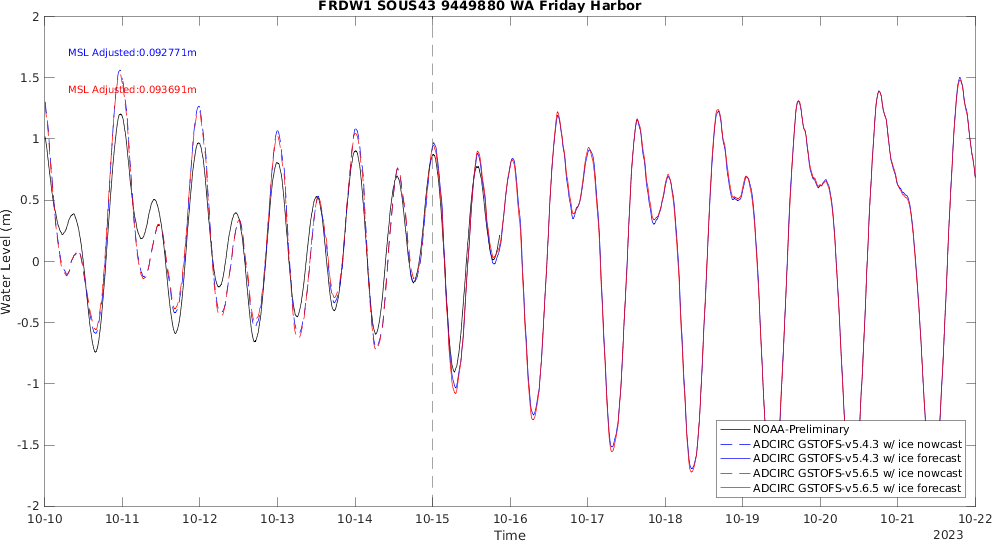 FRDW1 SOUS43 9449880 WA Friday Harbor
MSL Adjusted:0.092771m
MSL Adjusted:0.093691m
Water Level (m)
2
1.5
1
0.5
0
-0.5
-1
-1.5
-2
NOAA-Preliminary
ADCIRC GSTOFS-v5.4.3 w/ ice nowcast
ADCIRC GSTOFS-v5.4.3 w/ ice forecast
ADCIRC GSTOFS-v5.6.5 w/ ice nowcast
ADCIRC GSTOFS-v5.6.5 w/ ice forecast
10-10 10-11 10-12 10-13 10-14 10-15 10-16 10-17 10-18 10-19 10-20 10-21 10-22
Time
2023